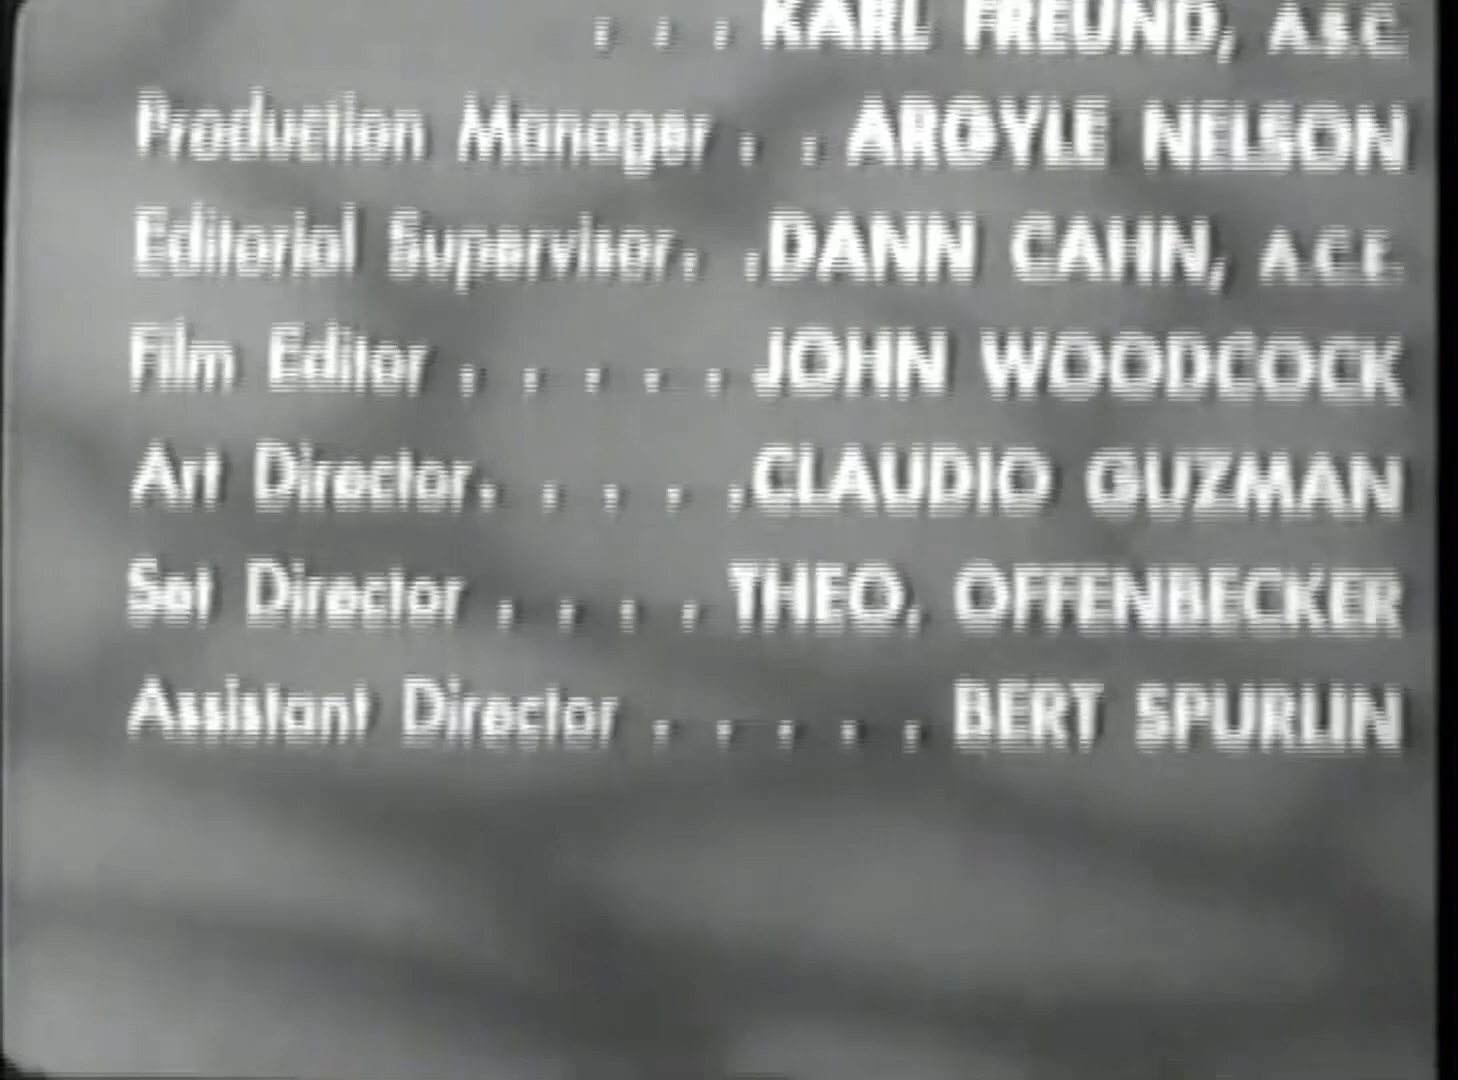 . . . KARL FREUND, A.S.C.
Production Manager . . ARGYLE NELSON
Editorial Supervisor. .DANN CAHN, A.C.E.
Film Editor . . . . . JOHN WOODCOCK
Art Director. . . . .CLAUDIO GUZMAN
Set Director . . . . THEO. OFFENBECKER
Assistant Director . . . . . BERT SPURLIN